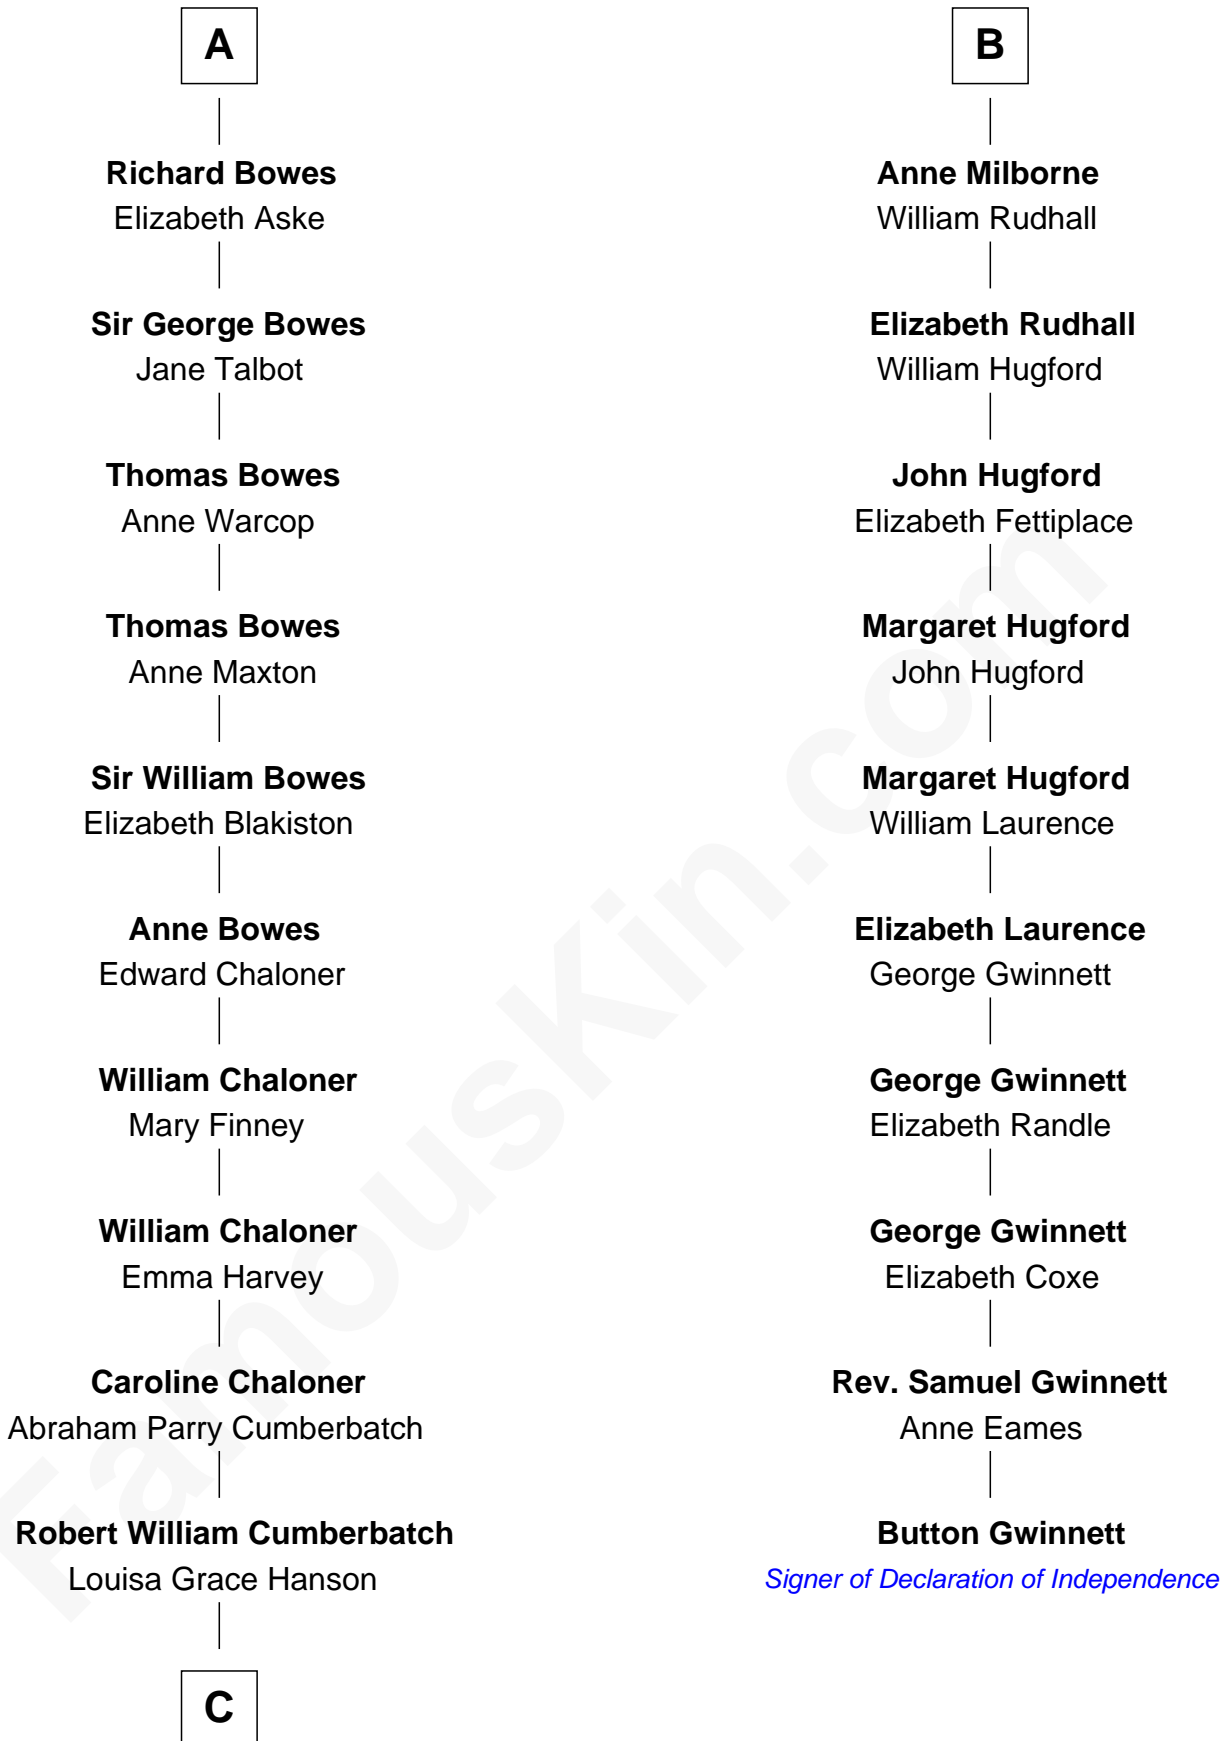 A
Richard Bowes
Elizabeth Aske
Sir George Bowes
Jane Talbot
Thomas Bowes
Anne Warcop
Thomas Bowes
Anne Maxton
Sir William Bowes
Elizabeth Blakiston
Anne Bowes
Edward Chaloner
William Chaloner
Mary Finney
William Chaloner
Emma Harvey
Caroline Chaloner
Abraham Parry Cumberbatch
Robert William Cumberbatch
Louisa Grace Hanson
C
B
Anne Milborne
William Rudhall
Elizabeth Rudhall
William Hugford
John Hugford
Elizabeth Fettiplace
Margaret Hugford
John Hugford
Margaret Hugford
William Laurence
Elizabeth Laurence
George Gwinnett
George Gwinnett
Elizabeth Randle
George Gwinnett
Elizabeth Coxe
Rev. Samuel Gwinnett
Anne Eames
Button Gwinnett
Signer of Declaration of Independence
FamousKin.com